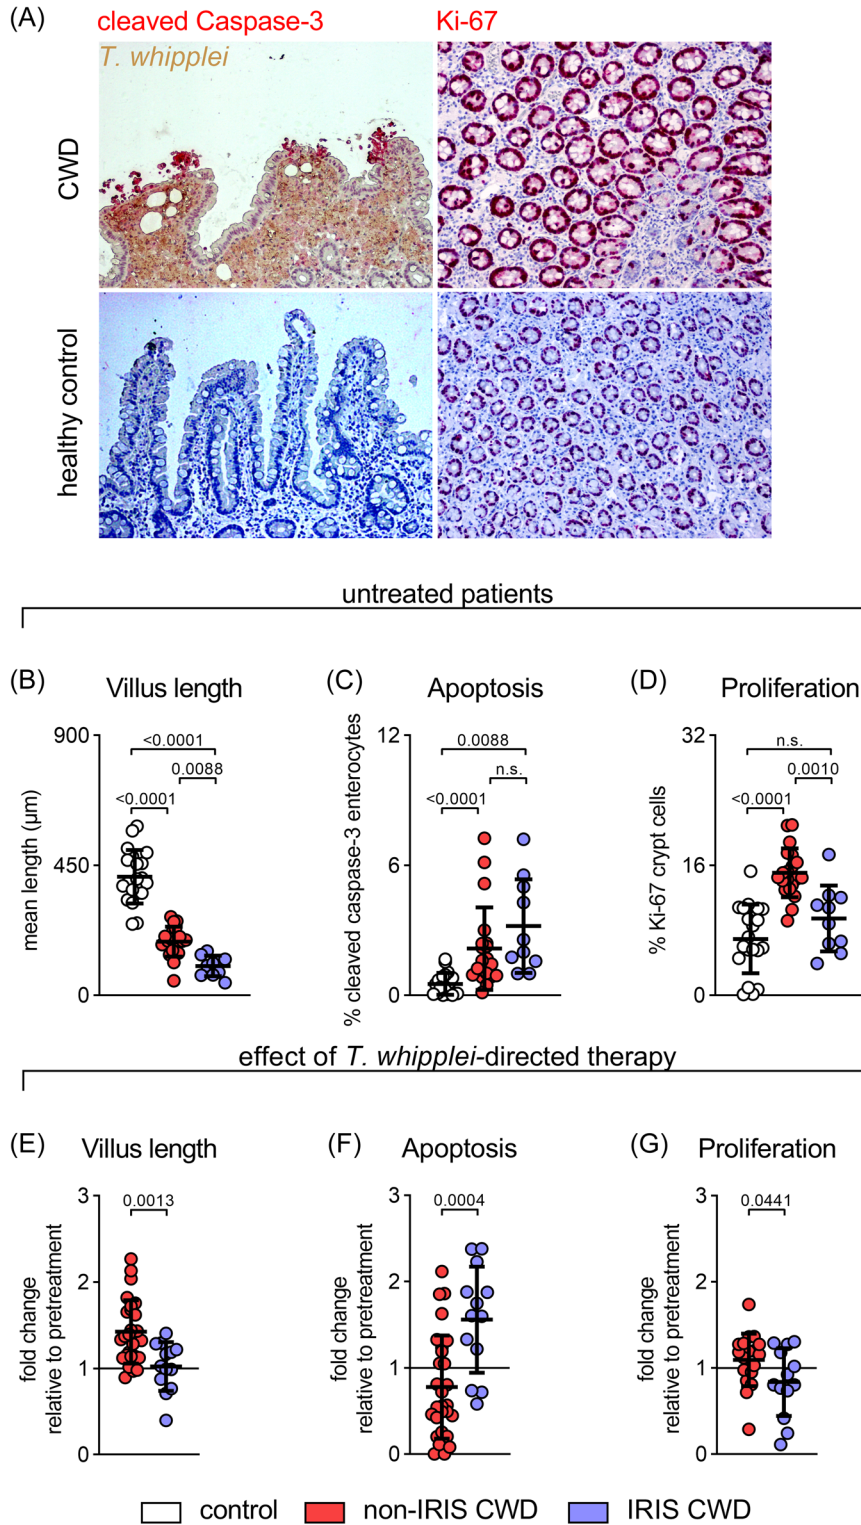 (A)
cleaved Caspase-3
Ki-67
T. whipplei
CWD
healthy control
untreated patients
(B)
Villus length
(C)
Apoptosis
(D)
Proliferation
mean length (µm)
900
450
0
<0.0001
0.0088
<0.0001
% cleaved caspase-3 enterocytes
12
6
0
0.0088
n.s.
<0.0001
% Ki-67 crypt cells
32
16
0
n.s.
0.0010
<0.0001
effect of T. whipplei-directed therapy
(E)
Villus length
(F)
Apoptosis
(G)
Proliferation
fold change
relative to pretreatment
3
2
1
0
0.0013
fold change
relative to pretreatment
3
2
1
0
0.0004
fold change
relative to pretreatment
3
2
1
0
0.0441
control
non-IRIS CWD
IRIS CWD